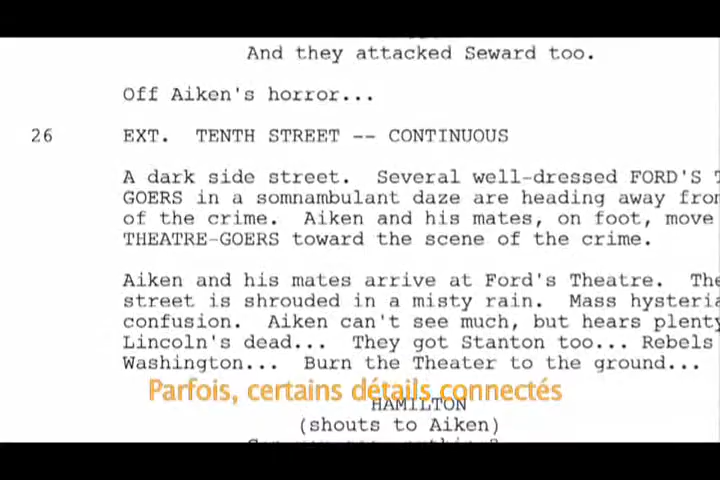 And they attacked Seward too.
Off Aiken's horror...
26 EXT. TENTH STREET -- CONTINUOUS
A dark side street. Several well-dressed FORD'S
GOERS in a somnambulant daze are heading away
of the crime. Aiken and his mates, on foot, move
THEATRE-GOERS toward the scene of the crime.
Aiken and his mates arrive at Ford's Theatre.
street is shrouded in a misty rain. Mass
confusion. Aiken can't see much, but hears
Lincoln's dead... They got Stanton too... Rebels
Washington... Burn the Theater to the ground...
Parfois, certains détails connectés
HAMILTON
(shouts to Aiken)